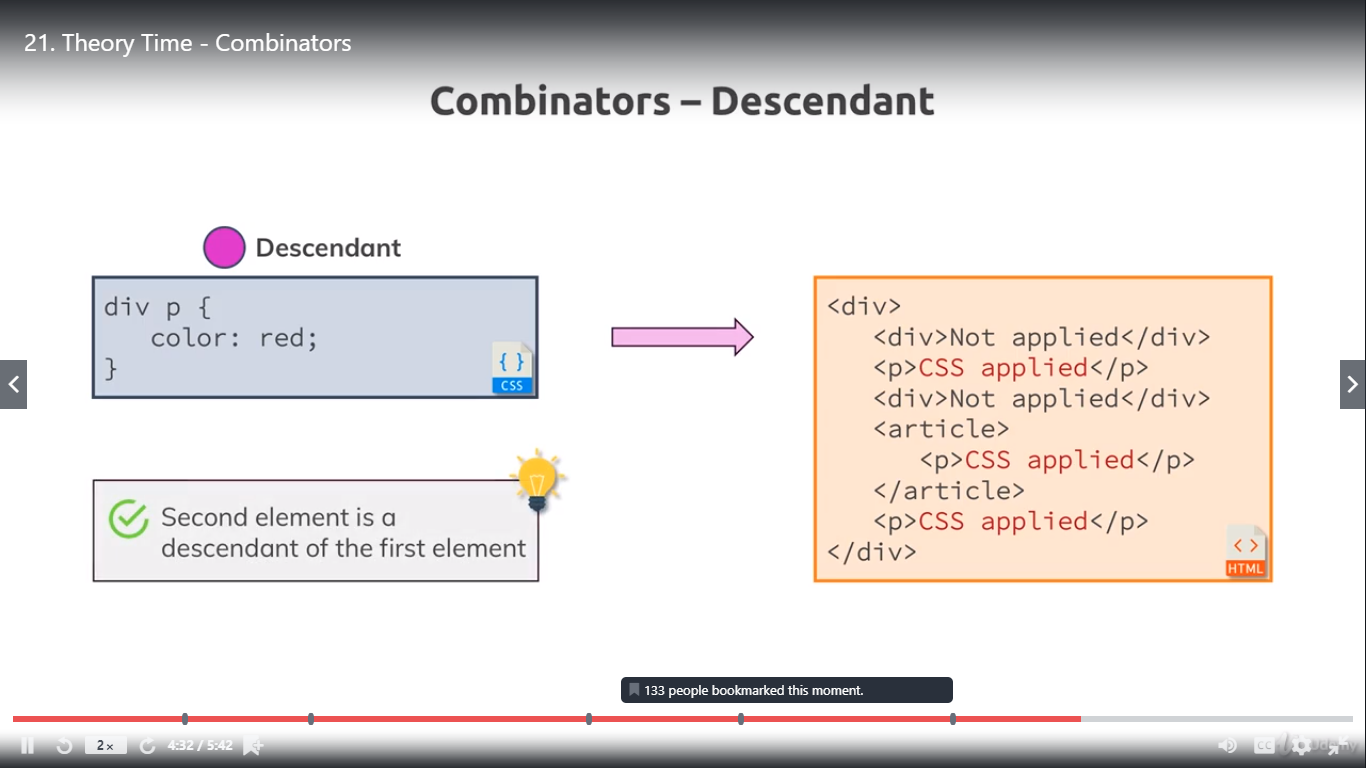 21. Theory Time - Combinators
Combinators – Descendant
Descendant
div p {
color: red;
}
{ }
CSS
Second element is a
descendant of the first element
<div>
<div>Not applied</div>
<p>CSS applied</p>
<div>Not applied</div>
<article>
<p>CSS applied</p>
</article>
<p>CSS applied</p>
</div>
< >
HTML
133 people bookmarked this moment.
2x
4:32 / 5:42
CC